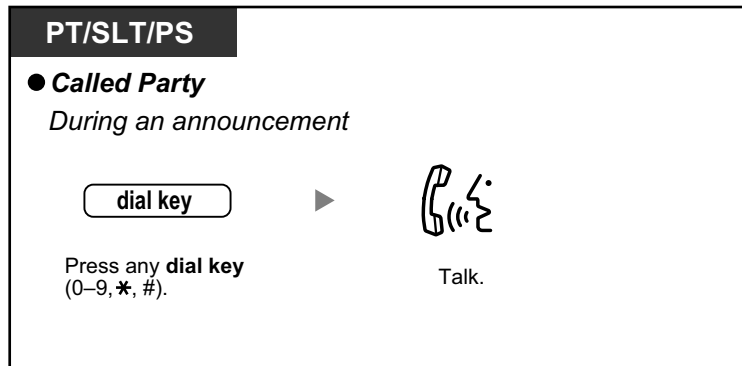 PT/SLT/PS
● Called Party
During an announcement
dial key
Press any dial key
(0–9, ✱, #).
Talk.